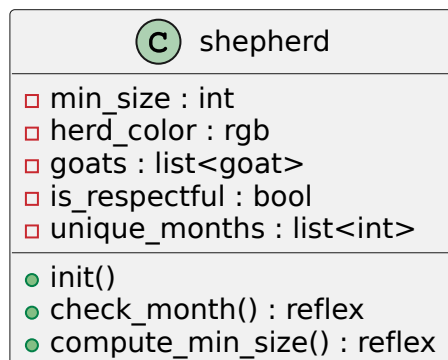 C shepherd
min_size : int
herd_color : rgb
goats : list<goat>
is_respectful : bool
unique_months : list<int>
init()
check_month() : reflex
compute_min_size() : reflex